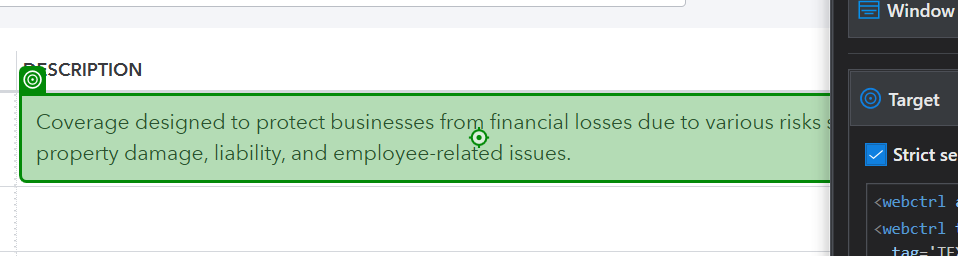 Window
DESCRIPTION
Target
Coverage designed to protect businesses from financial losses due to various risks
property damage, liability, and employee-related issues.
Strict se
<webctrl
<webctrl
tag='TE